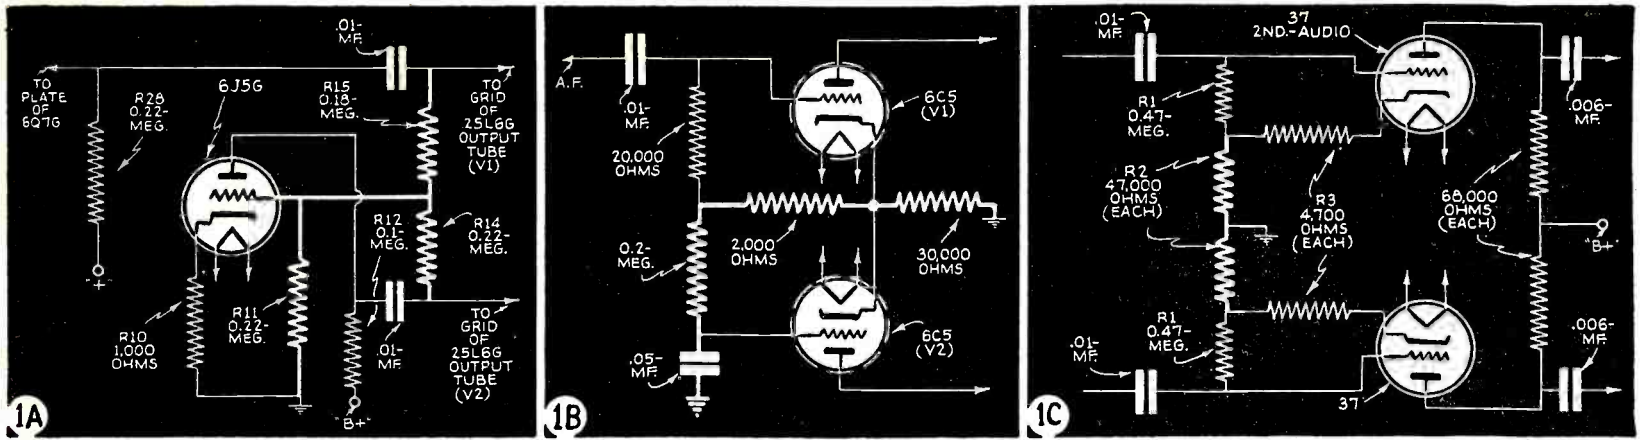 .01-
MF.
TO
PLATE
OF
6Q7G
R28
0.22-
MEG.
6J5G
R15
0.18-
MEG.
TO
GRID
OF
25L6G
OUTPUT
TUBE
(V1)
R12
0.1-
MEG.
R14
0.22-
MEG.
"+"
R10
1,000
OHMS
R11
0.22-
MEG.
.01-
MF.
TO
GRID
OF
25L6G
OUTPUT
TUBE
(V2)
"B+"
1A
A.F.
.01-
MF.
6C5
(V1)
20,000
OHMS
0.2-
MEG.
2,000
OHMS
30,000
OHMS
.05-
MF.
6C5
(V2)
1B
.01-
MF.
37
2ND.-AUDIO
R1
0.47-
MEG.
.006-
MF.
R2
47,000
OHMS
(EACH)
R3
4,700
OHMS
(EACH)
68,000
OHMS
(EACH)
"B+"
R1
0.47-
MEG.
.01-
MF.
37
.006-
MF.
1C